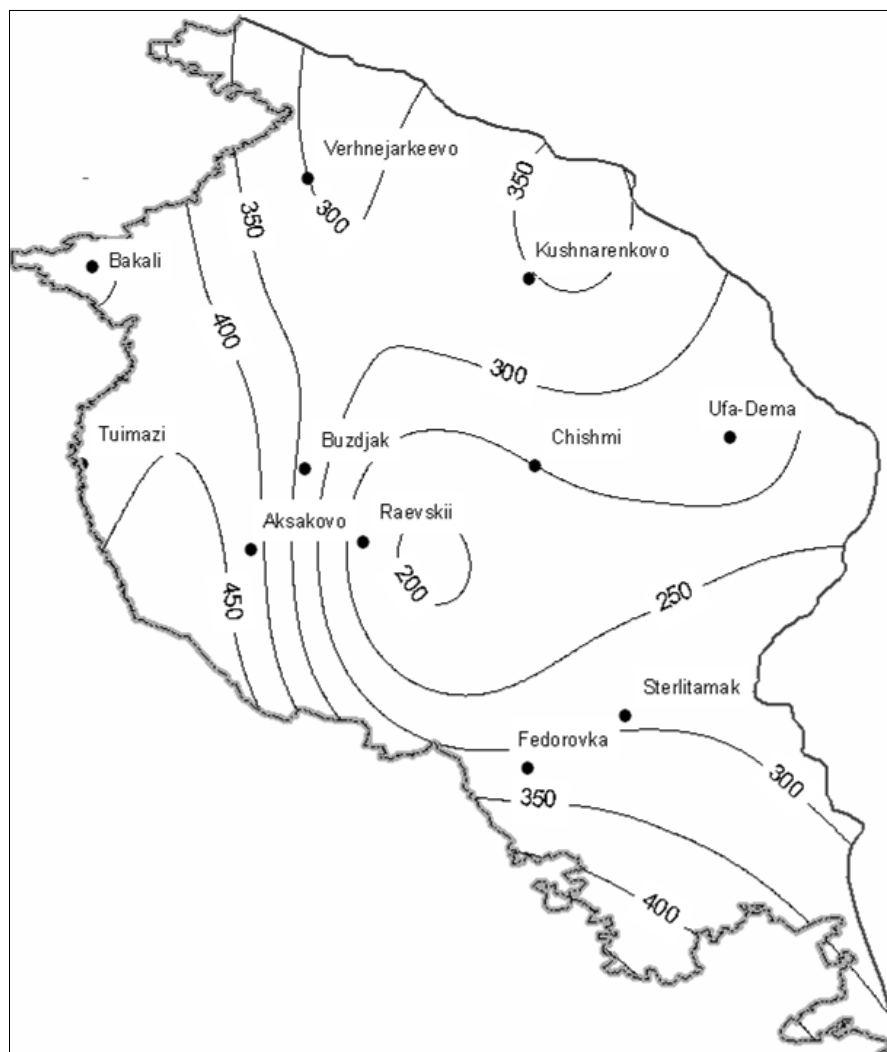 Verhnejarkeevo
350
350
300
Kushnarenkovo
Bakali
400
300
Ufa-Dema
Tuimazi
Buzdjak
Chishmi
Aksakovo
Raevskii
450
200
250
Sterlitamak
Fedorovka
300
350
400